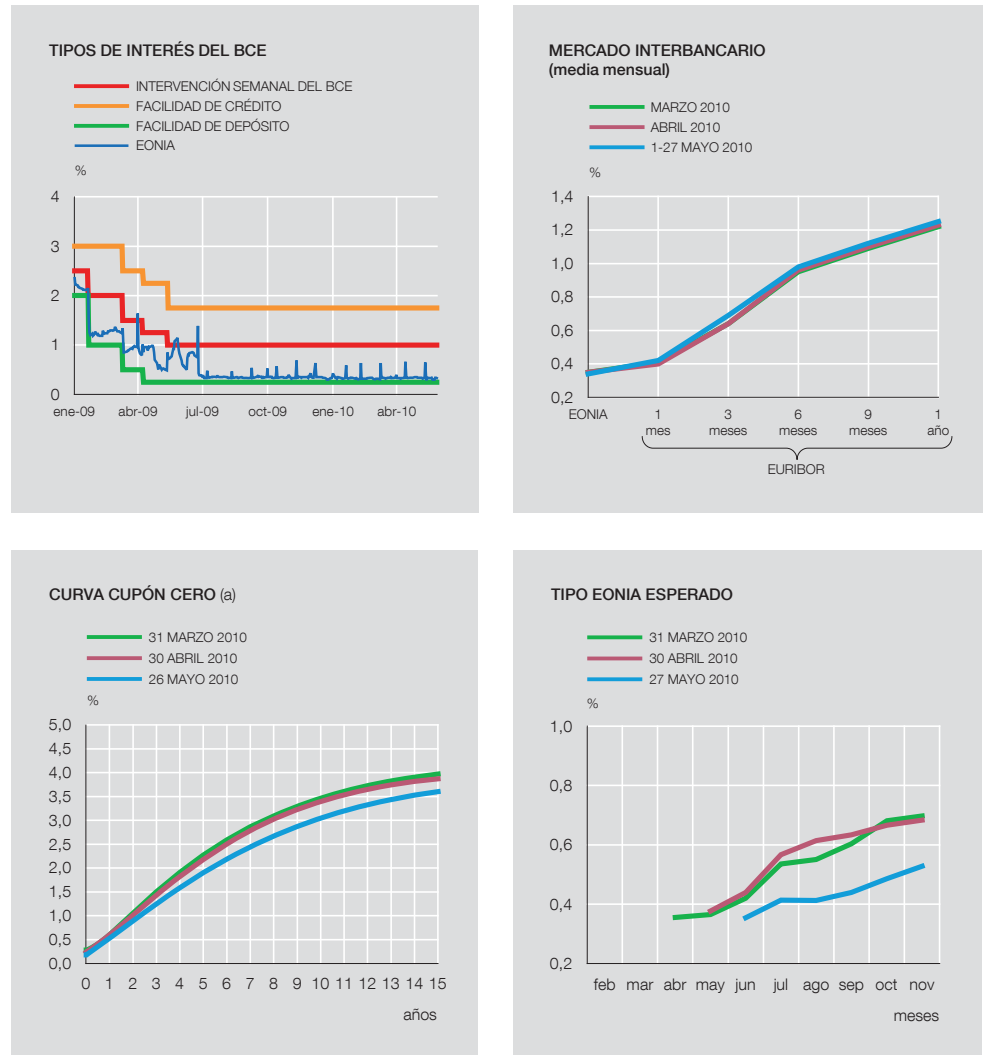 TIPOS DE INTERÉS DEL BCE
INTERVENCIÓN SEMANAL DEL BCE
FACILIDAD DE CRÉDITO
FACILIDAD DE DEPÓSITO
EONIA
%
4
3
2
1
0
ene-09 abr-09 jul-09 oct-09 ene-10 abr-10
MERCADO INTERBANCARIO
(media mensual)
MARZO 2010
ABRIL 2010
1-27 MAYO 2010
%
1,4
1,2
1,0
0,8
0,6
0,4
0,2
EONIA 1 3 6 9 1
mes meses meses meses año
EURIBOR
CURVA CUPÓN CERO (a)
31 MARZO 2010
30 ABRIL 2010
26 MAYO 2010
%
5,0
4,5
4,0
3,5
3,0
2,5
2,0
1,5
1,0
0,5
0,0
0 1 2 3 4 5 6 7 8 9 10 11 12 13 14 15
años
TIPO EONIA ESPERADO
31 MARZO 2010
30 ABRIL 2010
27 MAYO 2010
%
1,0
0,8
0,6
0,4
0,2
feb mar abr may jun jul ago sep oct nov
meses